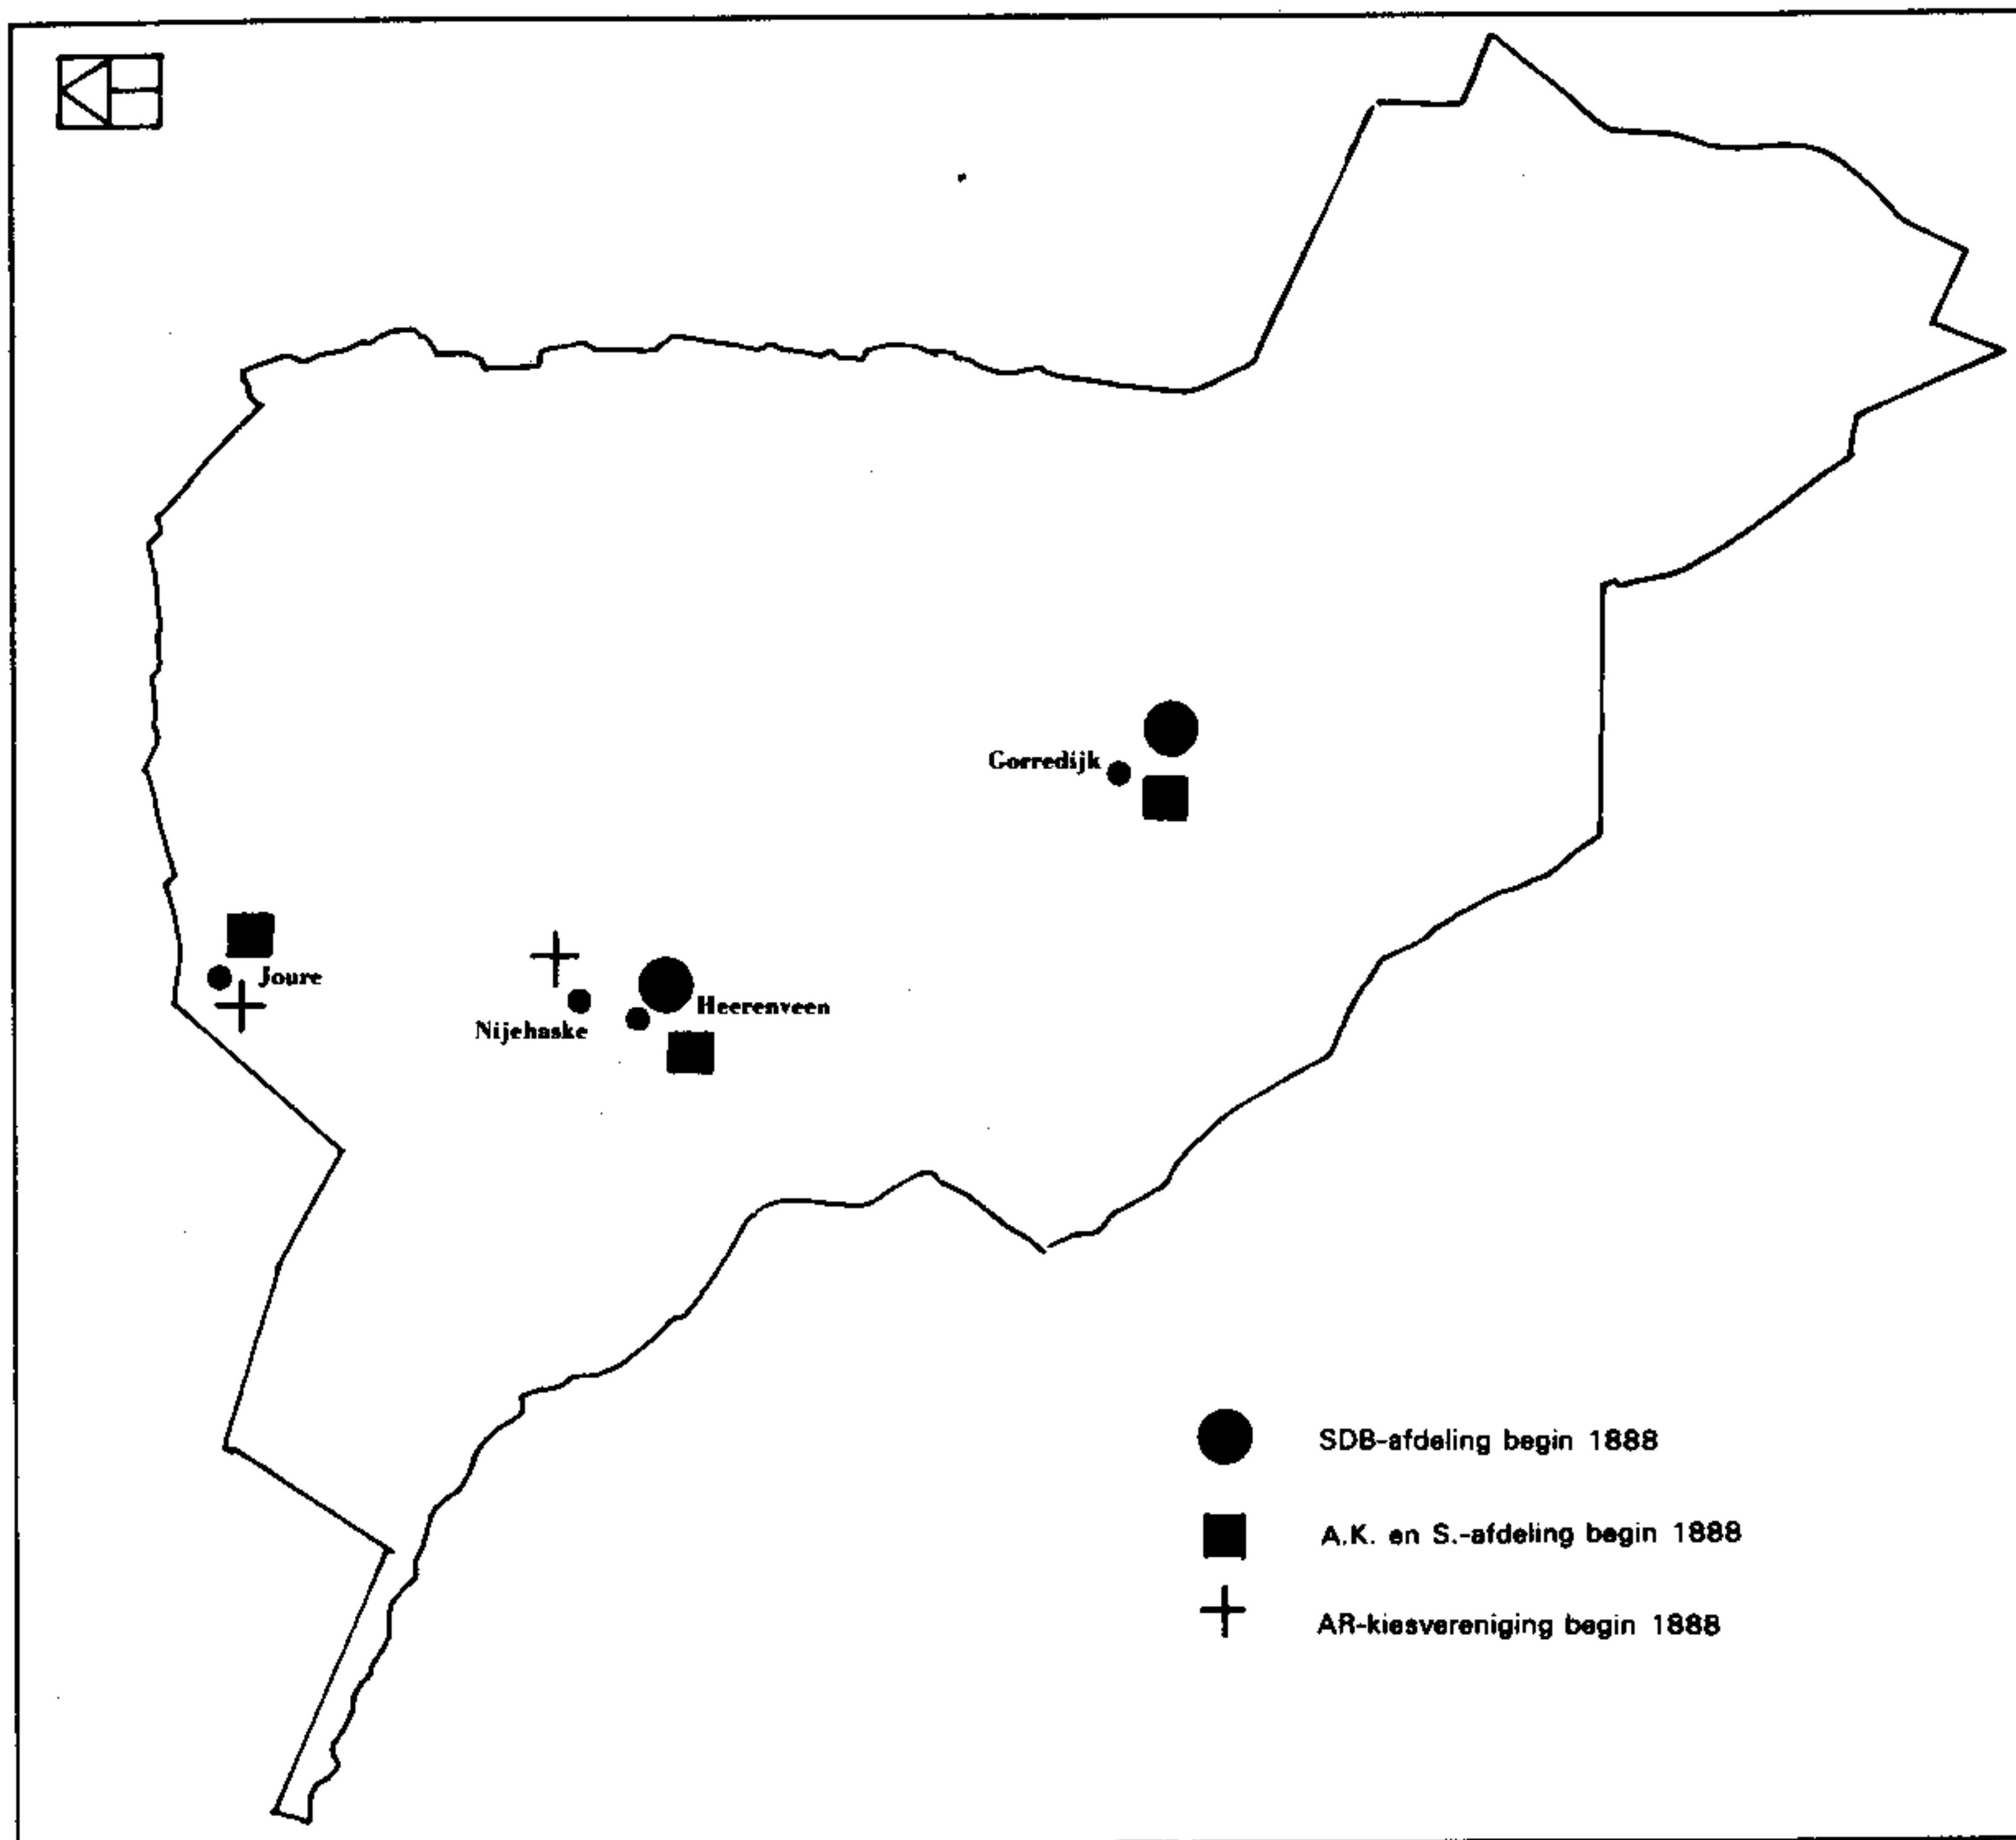 Gorredijk
Joure
Nijehaske
Heerenveen
SDB-afdeling begin 1888
A.K. en S.-afdeling begin 1888
AR-kiesvereniging begin 1888